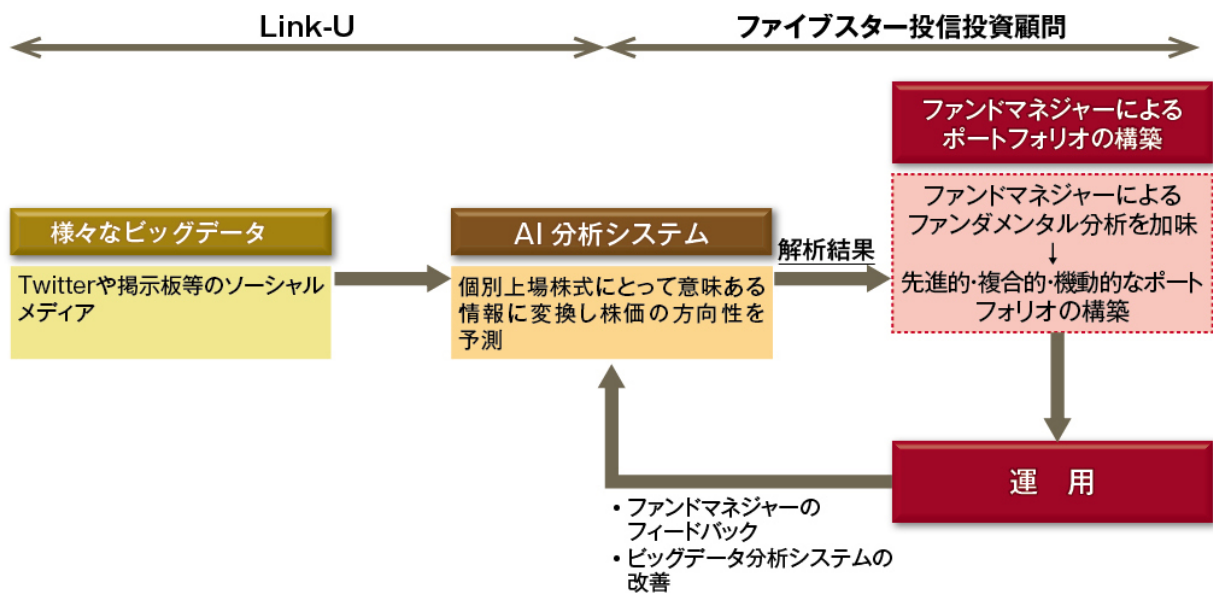 Link-U
ファイブスター投信投資顧問
ファンドマネジャーによる
ポートフォリオの構築
様々なビッグデータ
Twitterや掲示板等のソーシャル
メディア
AI 分析システム
個別上場株式にとって意味ある
情報に変換し株価の方向性を
予測
解析結果
ファンドマネジャーによる
ファンダメンタル分析を加味
↓
先進的・複合的・機動的なポート
フォリオの構築
運 用
・ファンドマネジャーの
フィードバック
・ビッグデータ分析システムの
改善